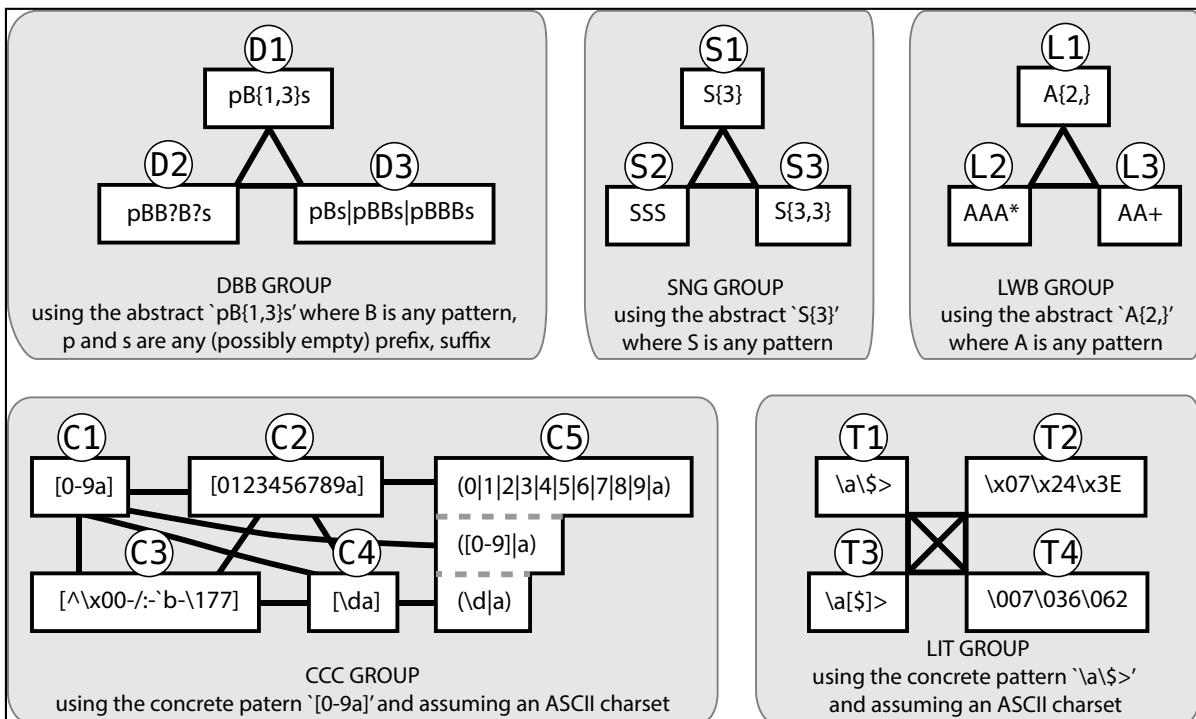 D1
pB{1,3}s
D2
D3
pBB?B?s
pBs|pBBs|pBBBs
DBB GROUP
using the abstract `pB{1,3}s' where B is any pattern,
p and s are any (possibly empty) prefix, suffix
S1
S{3}
S2
S3
SSS
S{3,3}
SNG GROUP
using the abstract `S{3}'
where S is any pattern
L1
A{2,}
L2
L3
AAA*
AA+
LWB GROUP
using the abstract `A{2,}'
where A is any pattern
C1
C2
C5
[0-9a]
[0123456789a]
(0|1|2|3|4|5|6|7|8|9|a)
([0-9]|a)
C3
C4
[^\x00-/:-`b-\177]
[\da]
(\d|a)
CCC GROUP
using the concrete patern `[0-9a]' and assuming an ASCII charset
T1
T2
\a\$>
\x07\x24\x3E
T3
T4
\a[$]>
\007\036\062
LIT GROUP
using the concrete pattern `\a\$>'
and assuming an ASCII charset